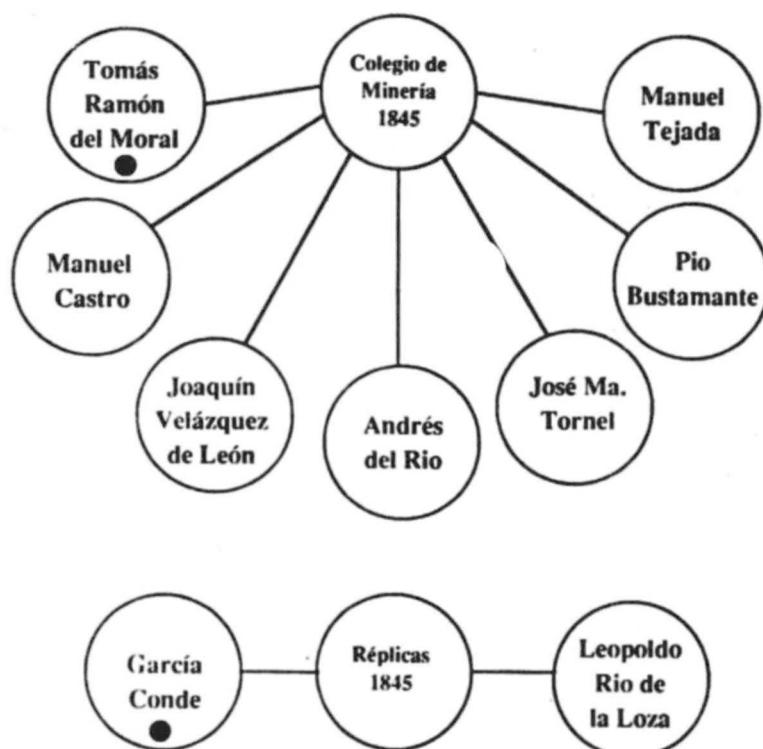 Tomás
Ramón
del Moral
Colegio de
Minería
1845
Manuel
Tejada
Manuel
Castro
Pio
Bustamante
Joaquín
Velázquez
de León
Andrés
del Rio
José Ma.
Tornel
García
Conde
Réplicas
1845
Leopoldo
Rio de
la Loza